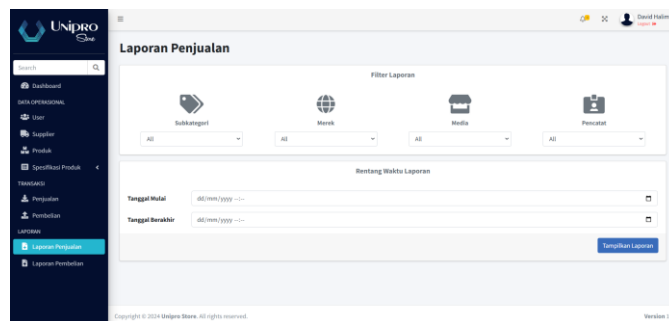 UNIPRO
Store
Search
Dashboard
DATA OPERASIONAL
User
Supplier
Produk
Spesifikasi Produk
TRANSAKSI
Penjualan
Pembelian
LAPORAN
Laporan Penjualan
Laporan Pembelian
David Halim
Logout
Laporan Penjualan
Filter Laporan
Subkategori
Merek
Media
Pencatat
All
All
All
All
Rentang Waktu Laporan
Tanggal Mulai
dd/mm/yyyy --:--
Tanggal Berakhir
dd/mm/yyyy --:--
Tampilkan Laporan
Copyright © 2024 Unipro Store. All rights reserved.
Version